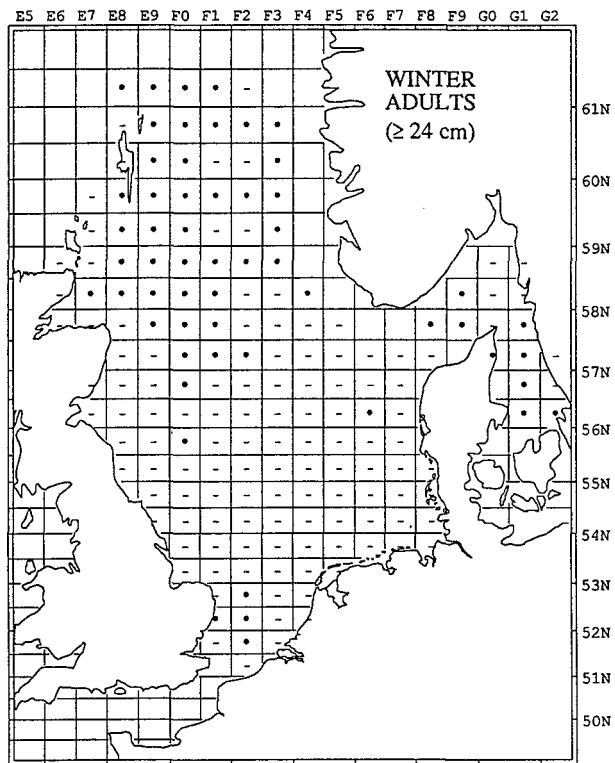 E5 E6 E7 E8 E9 F0 F1 F2 F3 F4 F5 F6 F7 F8 F9 G0 G1 G2
WINTER
ADULTS
(≥ 24 cm)
61N
60N
59N
58N
57N
56N
55N
54N
53N
52N
51N
50N